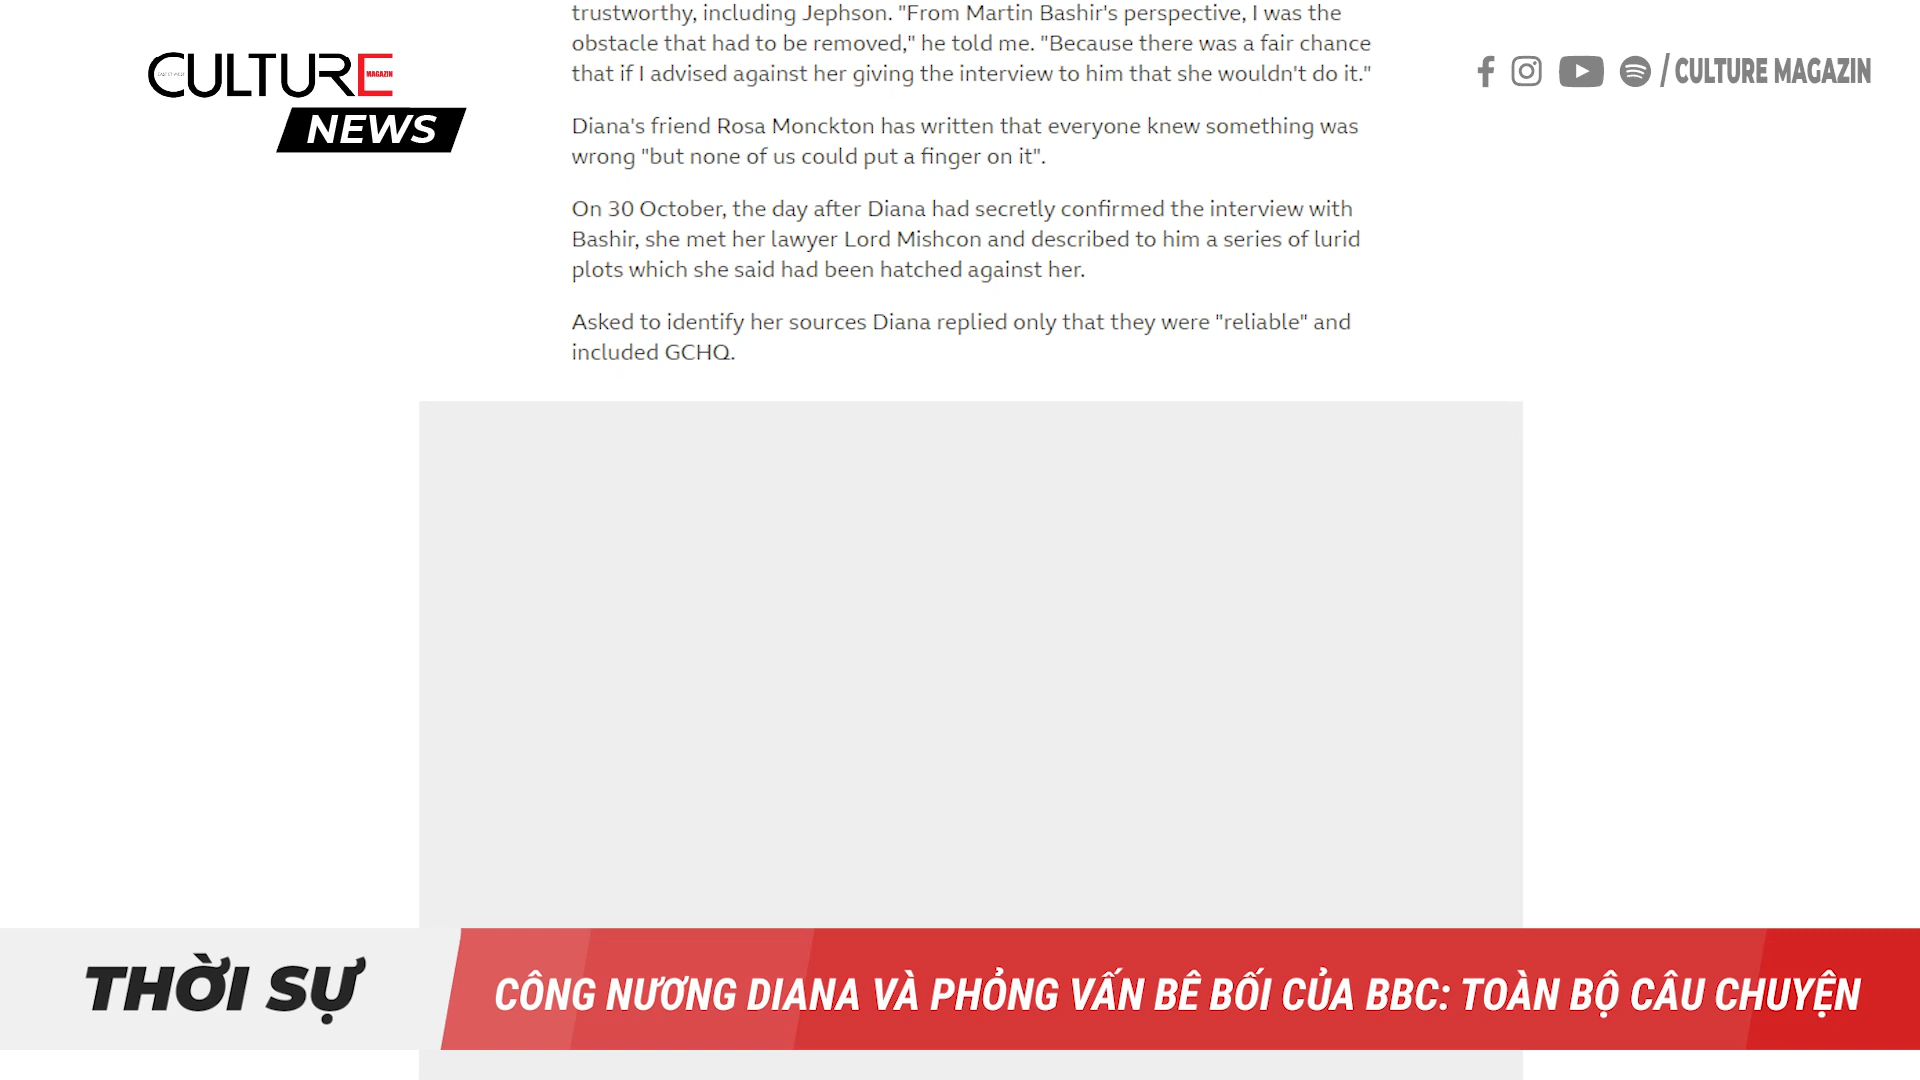 trustworthy, including Jephson. "From Martin Bashir's perspective, I was the
obstacle that had to be removed," he told me. "Because there was a fair chance
that if I advised against her giving the interview to him that she wouldn't do it."
CULTURE
MAGAZIN
NEWS
/ CULTURE MAGAZIN
Diana's friend Rosa Monckton has written that everyone knew something was
wrong "but none of us could put a finger on it".
On 30 October, the day after Diana had secretly confirmed the interview with
Bashir, she met her lawyer Lord Mishcon and described to him a series of lurid
plots which she said had been hatched against her.
Asked to identify her sources Diana replied only that they were "reliable" and
included GCHQ.
THỜI SỰ
CÔNG NƯƠNG DIANA VÀ PHỎNG VẤN BÊ BỐI CỦA BBC: TOÀN BỘ CÂU CHUYỆN